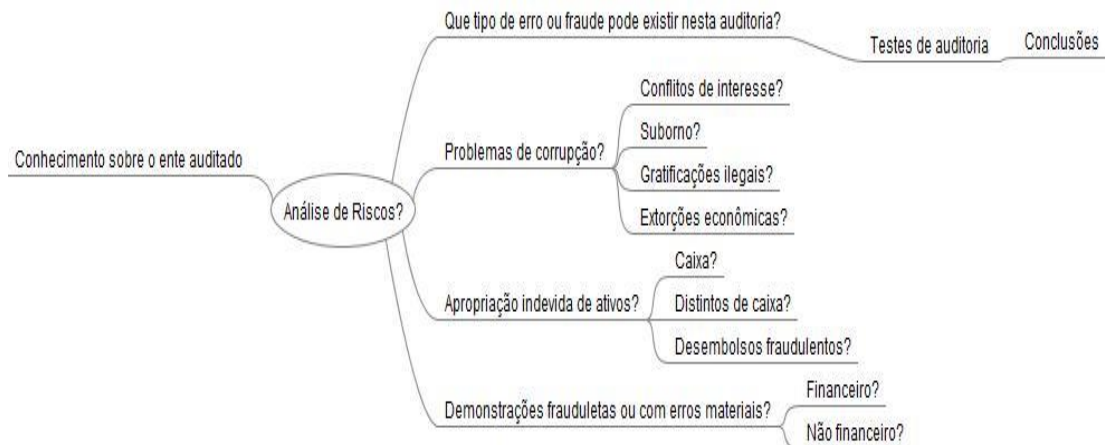 Que tipo de erro ou fraude pode existir nesta auditoria?
Testes de auditoria
Conclusões
Conflitos de interesse?
Suborno?
Problemas de corrupção?
Gratificações ilegais?
Extorções econômicas?
Conhecimento sobre o ente auditado
Análise de Riscos?
Caixa?
Apropriação indevida de ativos?
Distintos de caixa?
Desembolsos fraudulentos?
Demonstrações frauduletas ou com erros materiais?
Financeiro?
Não financeiro?